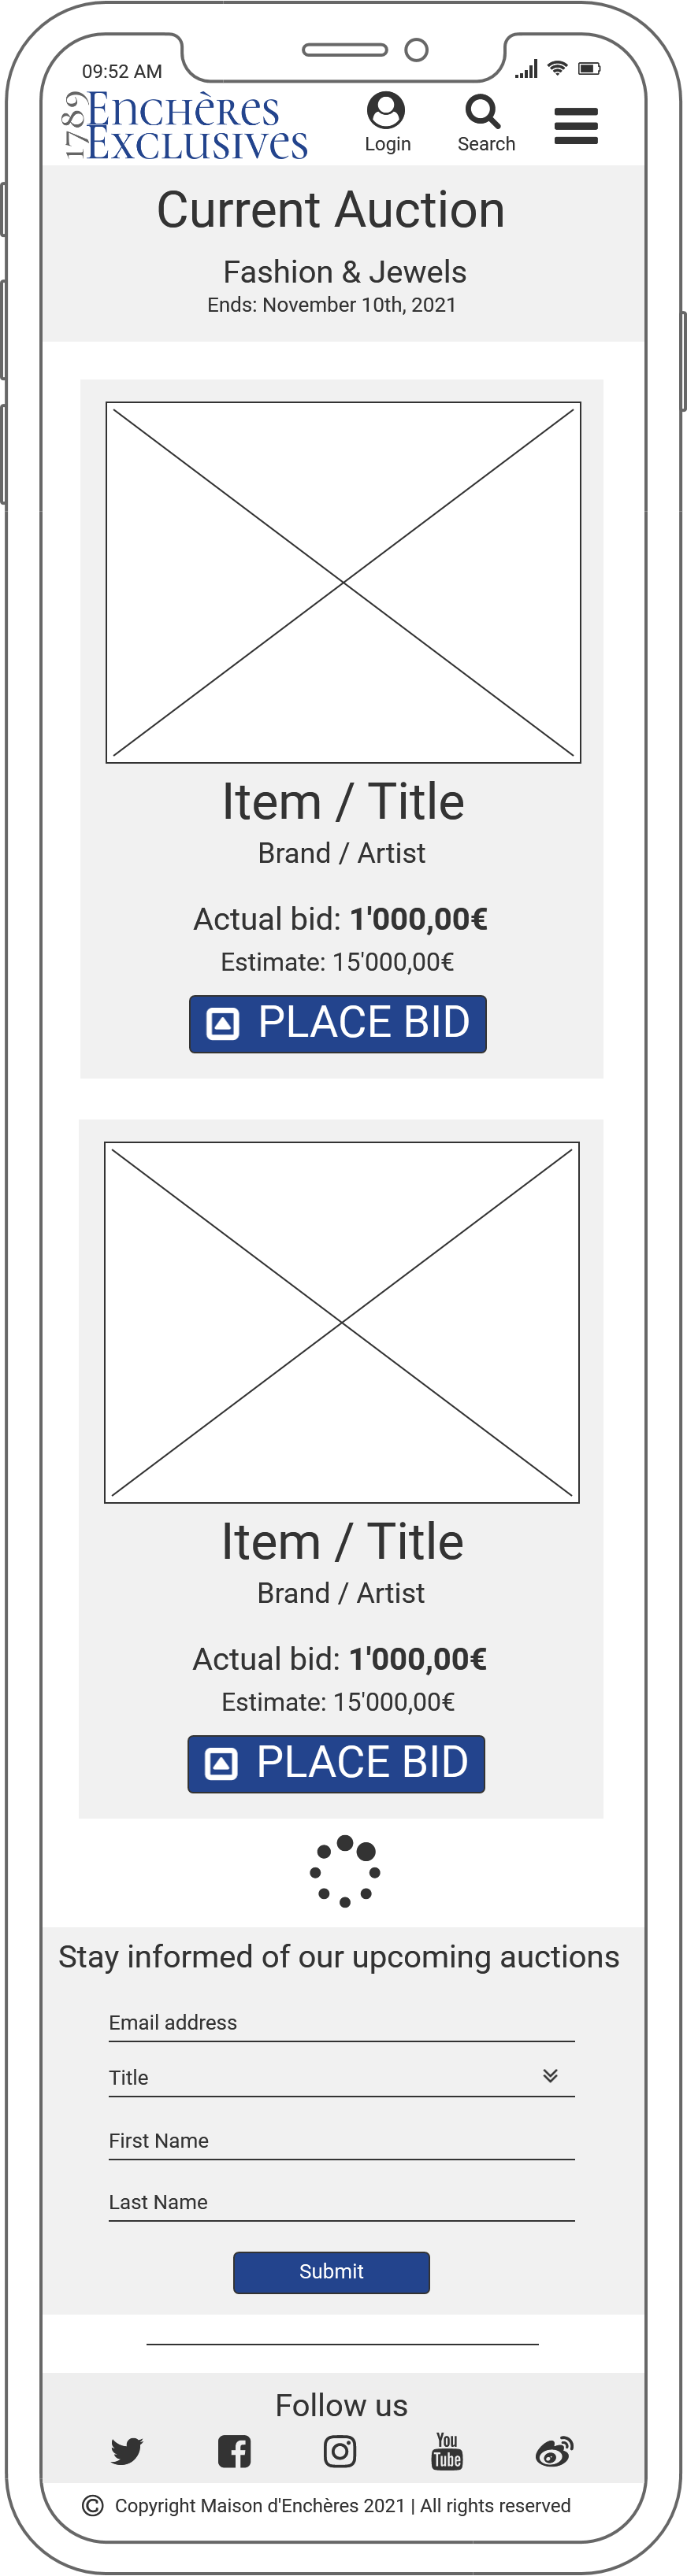 09:52 AM
1789
Enchères
Exclusives
Login
Search
Current Auction
Fashion & Jewels
Ends: November 10th, 2021
Item / Title
Brand / Artist
Actual bid: 1'000,00€
Estimate: 15'000,00€
PLACE BID
Item / Title
Brand / Artist
Actual bid: 1'000,00€
Estimate: 15'000,00€
PLACE BID
Stay informed of our upcoming auctions
Email address
Title
First Name
Last Name
Submit
Follow us
You
Tube
© Copyright Maison d'Enchères 2021 | All rights reserved